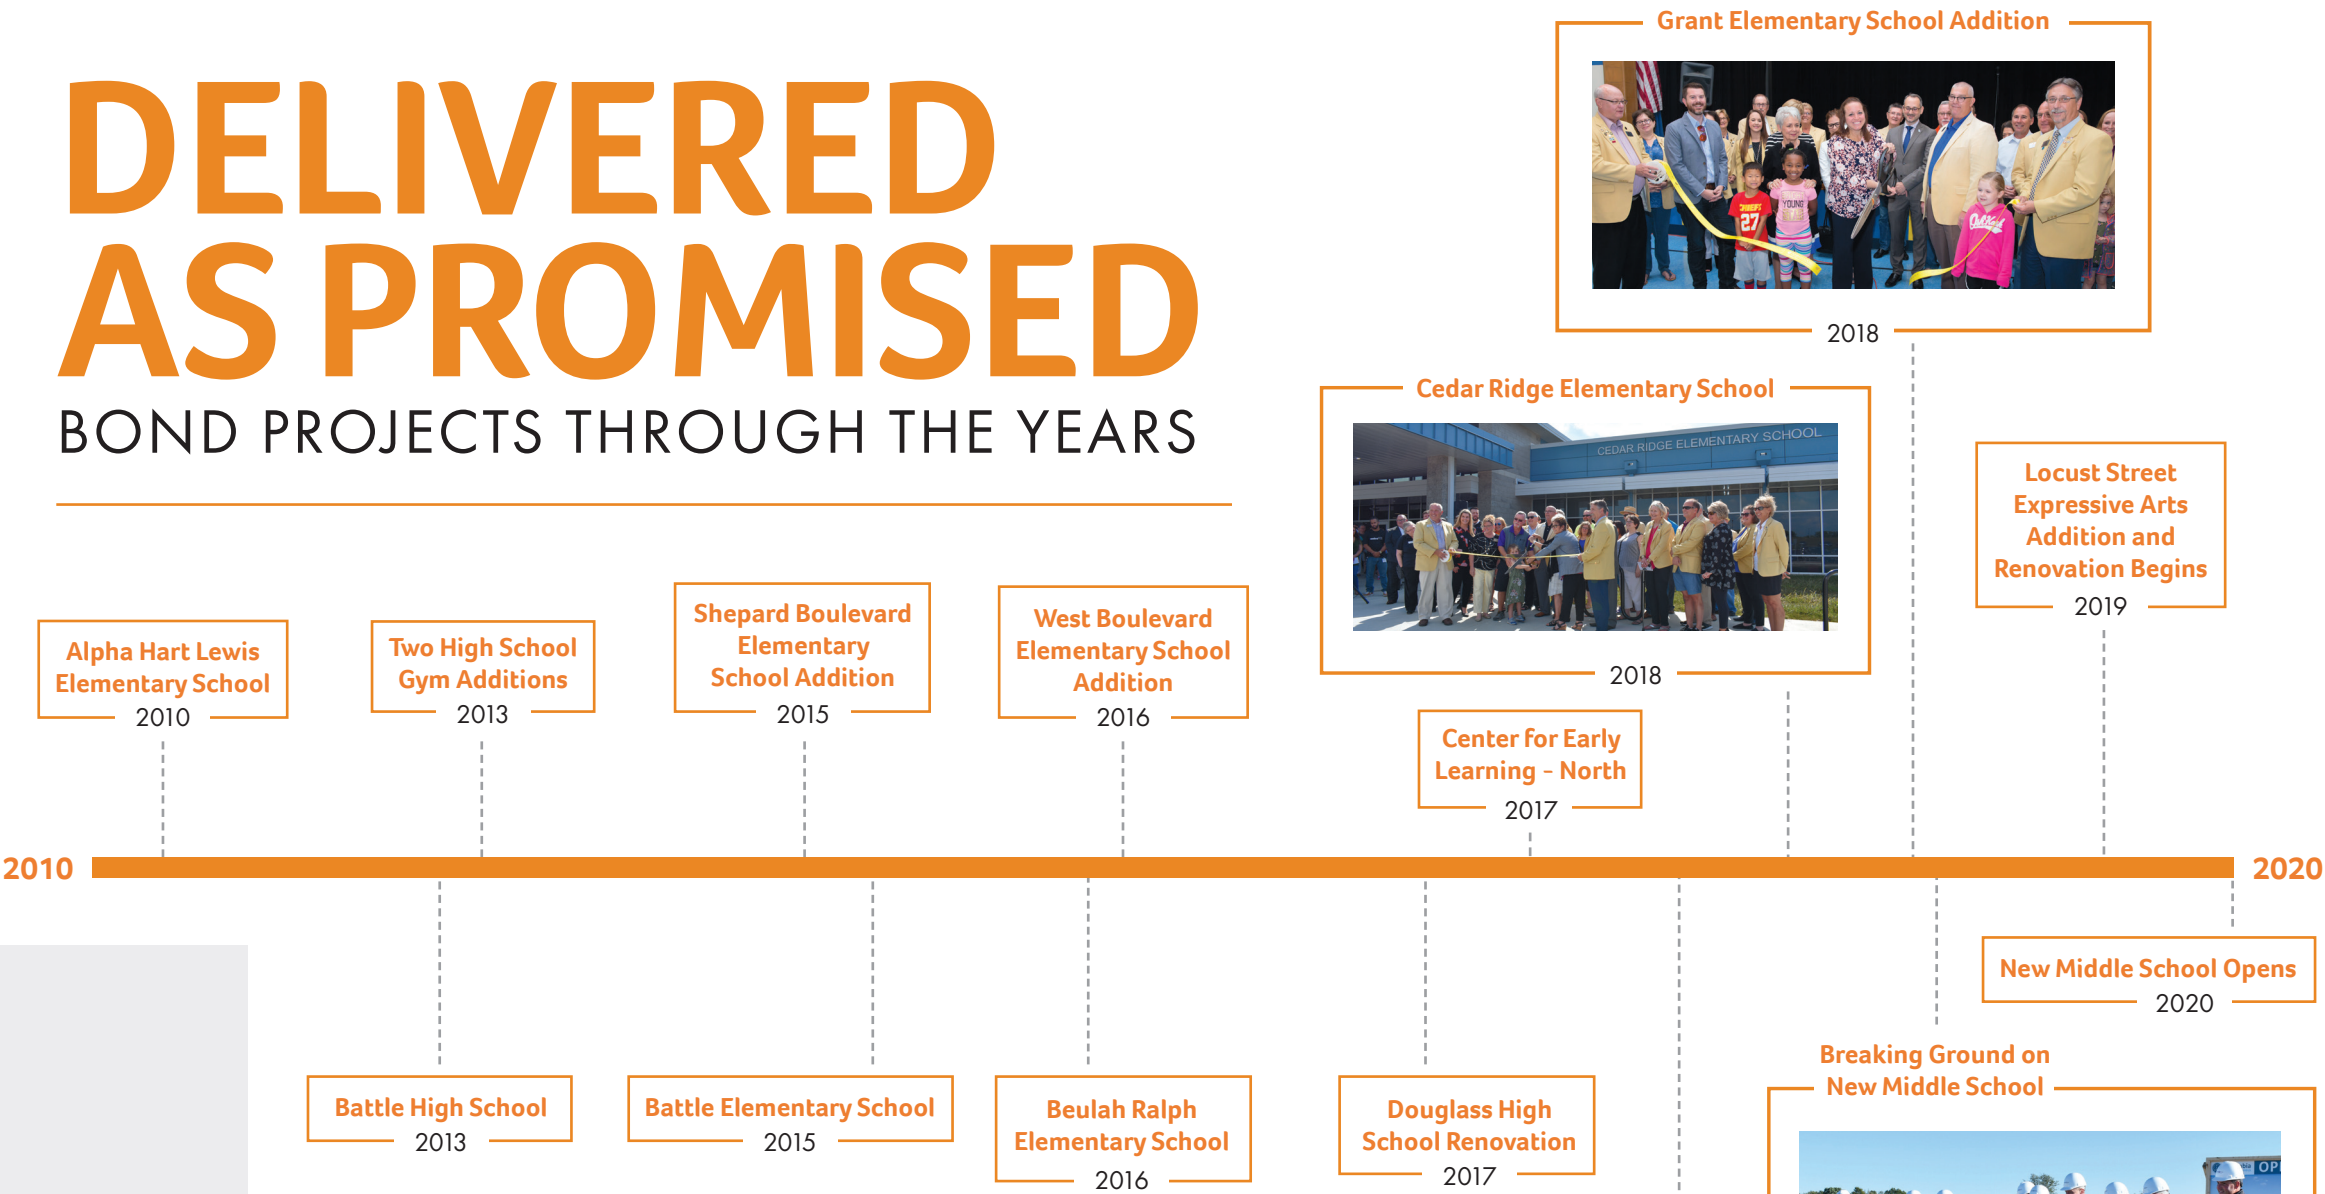 DELIVERED
AS PROMISED
BOND PROJECTS THROUGH THE YEARS
Grant Elementary School Addition
CHIEFS
27
YOUNG
2018
Cedar Ridge Elementary School
CEDAR RIDGE ELEMENTARY SCHOOL
2018
Locust Street
Expressive Arts
Addition and
Renovation Begins
2019
Alpha Hart Lewis
Elementary School
2010
Two High School
Gym Additions
2013
Shepard Boulevard
Elementary
School Addition
2015
West Boulevard
Elementary School
Addition
2016
Center for Early
Learning - North
2017
2010
2020
New Middle School Opens
2020
Breaking Ground on
New Middle School
Battle High School
2013
Battle Elementary School
2015
Beulah Ralph
Elementary School
2016
Douglass High
School Renovation
2017